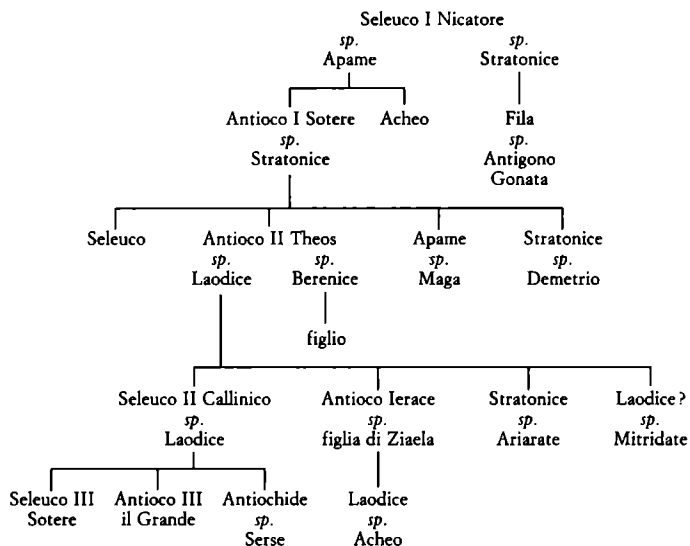 Seleuco I Nicatore
sp. sp.
Apame Stratonice
Antioco I Sotere Acheo Fila
sp. sp.
Stratonice Antigono
Gonata
Seleuco Antioco II Theos Apame Stratonice
sp. sp. sp. sp.
Laodice Berenice Maga Demetrio
figlio
Seleuco II Callinico Antioco Ierace Stratonice Laodice?
sp. sp. sp. sp.
Laodice figlia di Ziaela Ariarate Mitridate
Seleuco III Antioco III Antiochide Laodice
Sotere il Grande sp. sp.
Serse Acheo